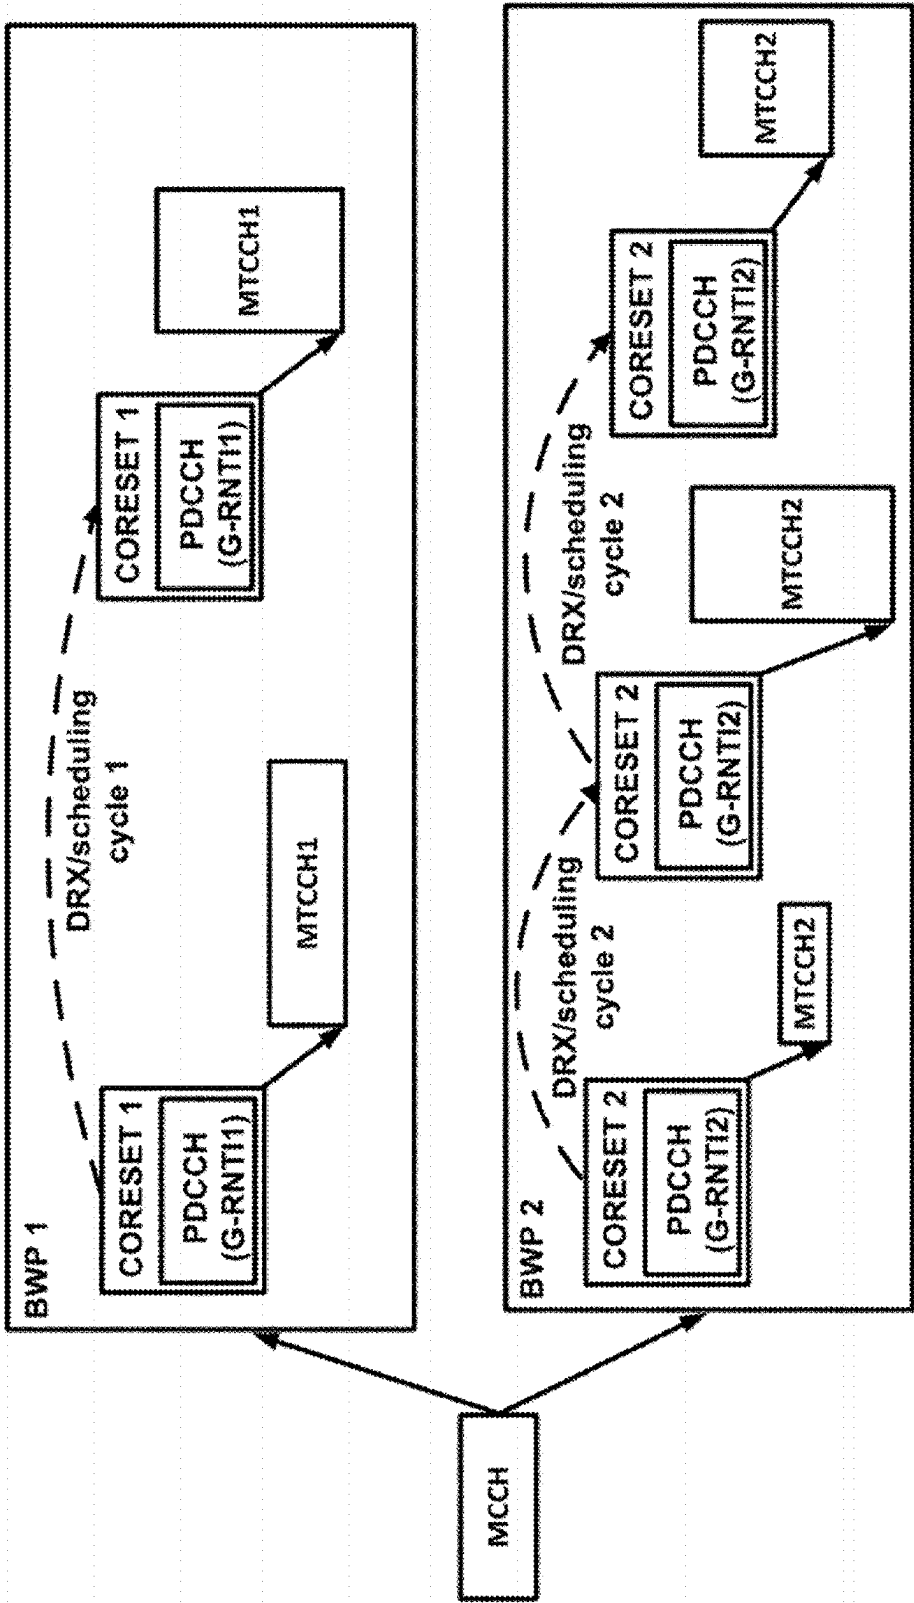 MCCH
BWP 1
CORESET 1
PDCCH
(G-RNTI1)
MTCCH1
DRX/scheduling
cycle 1
CORESET 1
PDCCH
(G-RNTI1)
MTCCH1
BWP 2
CORESET 2
PDCCH
(G-RNTI2)
MTCCH2
DRX/scheduling
cycle 2
CORESET 2
PDCCH
(G-RNTI2)
MTCCH2
DRX/scheduling
cycle 2
CORESET 2
PDCCH
(G-RNTI2)
MTCCH2